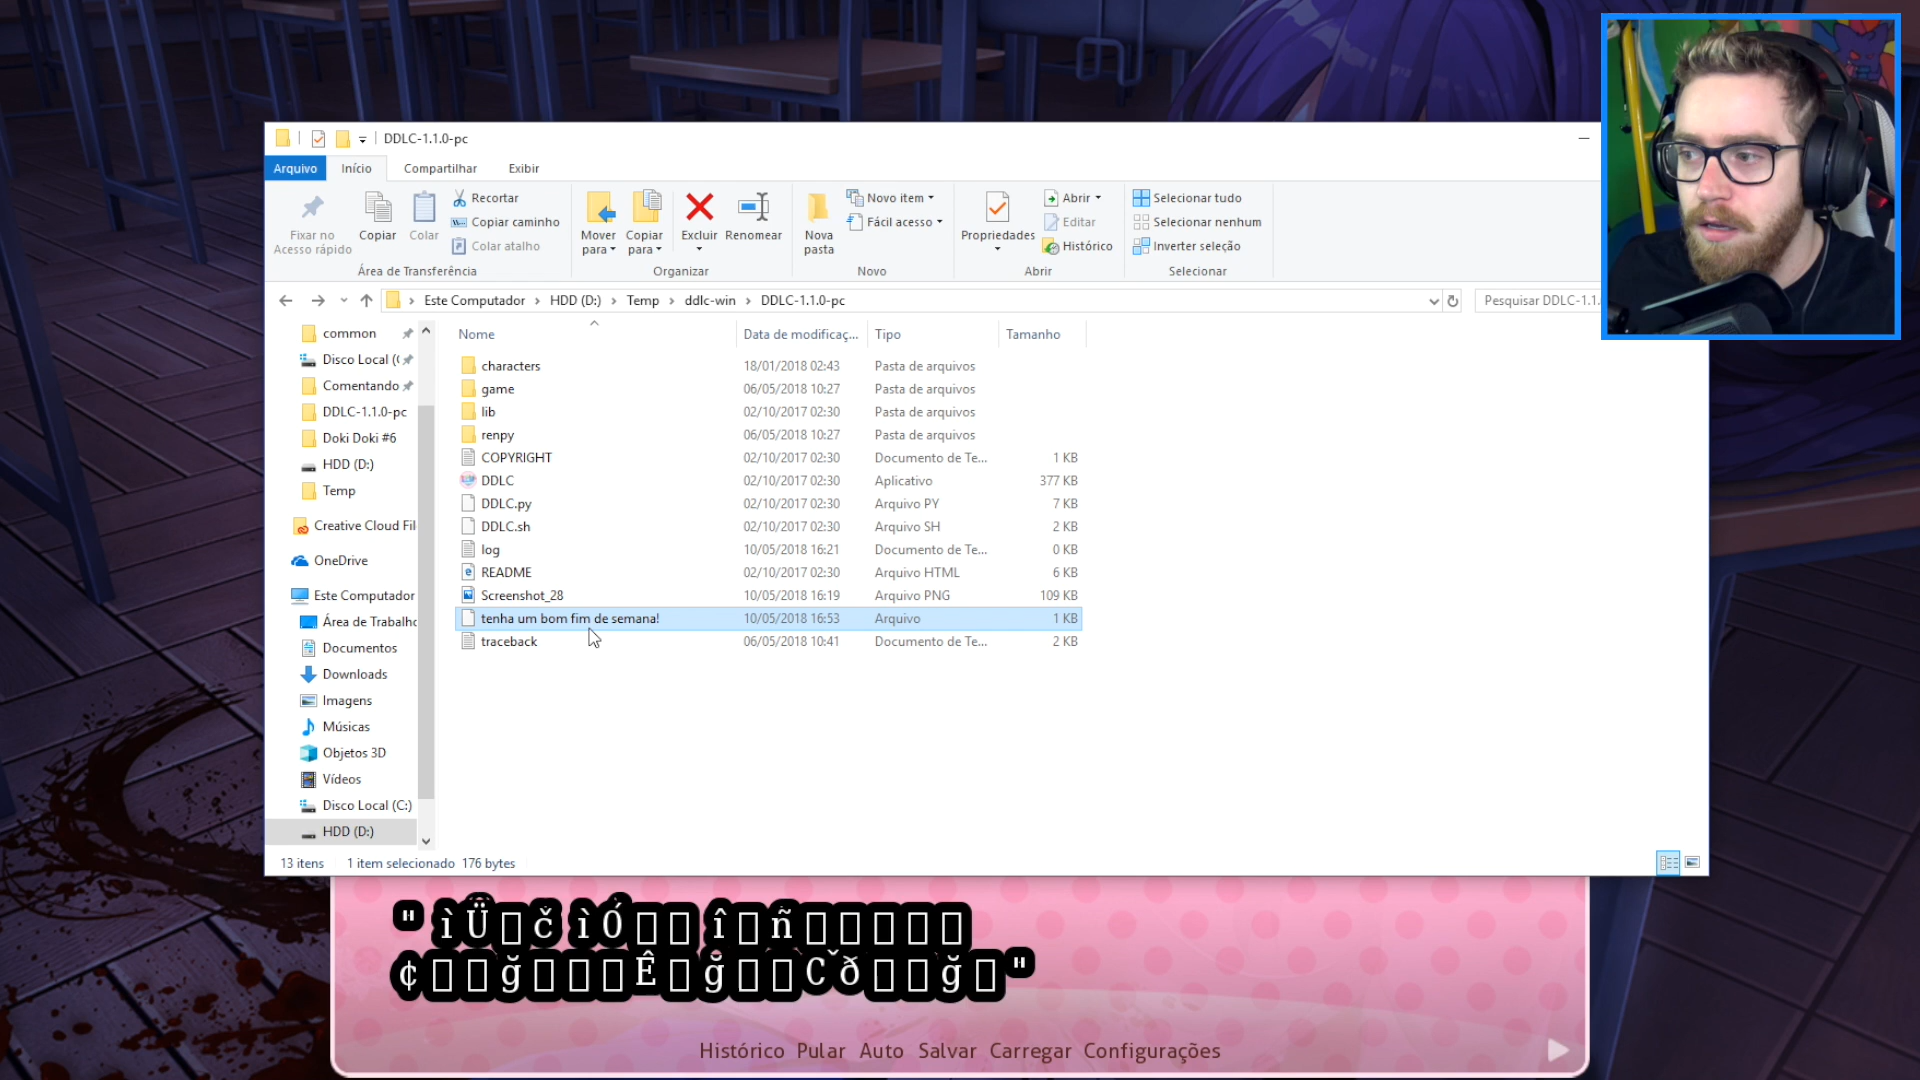 DDLC-1.1.0-pc
Arquivo Início Compartilhar Exibir
Fixar no Acesso rápido
Copiar
Colar
Recortar
Copiar caminho
Colar atalho
Área de Transferência
Mover para
Copiar para
Excluir
Renomear
Organizar
Nova pasta
Novo item
Fácil acesso
Novo
Propriedades
Abrir
Editar
Histórico
Abrir
Selecionar tudo
Selecionar nenhum
Inverter seleção
Selecionar
Este Computador > HDD (D:) > Temp > ddlc-win > DDLC-1.1.0-pc
Pesquisar DDLC-1.1.
common
Disco Local (
Comentando
DDLC-1.1.0-pc
Doki Doki #6
HDD (D:)
Temp
Creative Cloud Fil
OneDrive
Este Computador
Área de Trabalho
Documentos
Downloads
Imagens
Músicas
Objetos 3D
Vídeos
Disco Local (C:)
HDD (D:)
Nome Data de modificaç... Tipo Tamanho
characters 18/01/2018 02:43 Pasta de arquivos
game 06/05/2018 10:27 Pasta de arquivos
lib 02/10/2017 02:30 Pasta de arquivos
renpy 06/05/2018 10:27 Pasta de arquivos
COPYRIGHT 02/10/2017 02:30 Documento de Te... 1 KB
DDLC 02/10/2017 02:30 Aplicativo 377 KB
DDLC.py 02/10/2017 02:30 Arquivo PY 7 KB
DDLC.sh 02/10/2017 02:30 Arquivo SH 2 KB
log 10/05/2018 16:21 Documento de Te... 0 KB
README 02/10/2017 02:30 Arquivo HTML 6 KB
Screenshot_28 10/05/2018 16:19 Arquivo PNG 109 KB
tenha um bom fim de semana! 10/05/2018 16:53 Arquivo 1 KB
traceback 06/05/2018 10:41 Documento de Te... 2 KB
13 itens 1 item selecionado 176 bytes
Histórico Pular Auto Salvar Carregar Configurações